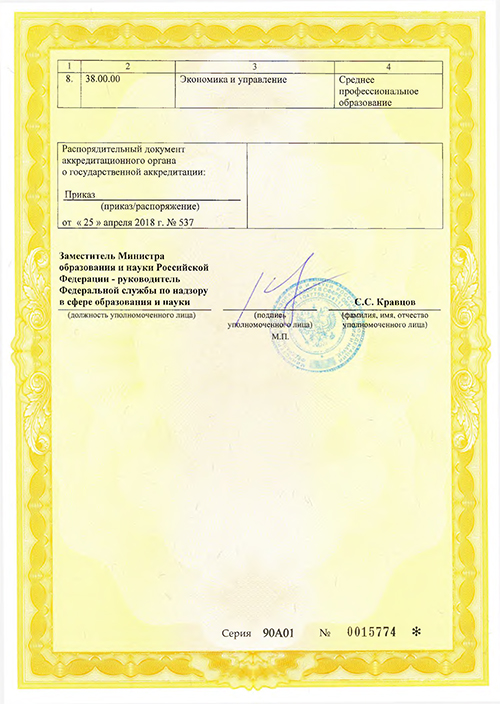 1 2 3 4
8. 38.00.00 Экономика и управление Среднее
профессиональное
образование
Распорядительный документ
аккредитационного органа
о государственной аккредитации:
Приказ
(приказ/распоряжение)
от « 25 » апреля 2018 г. № 537
Заместитель Министра
образования и науки Российской
Федерации - руководитель
Федеральной службы по надзору
в сфере образования и науки
С.С. Кравцов
(должность уполномоченного лица) (подпись (фамилия, имя, отчество
уполномоченного лица) уполномоченного лица)
М.П.
Серия 90А01 № 0015774 *